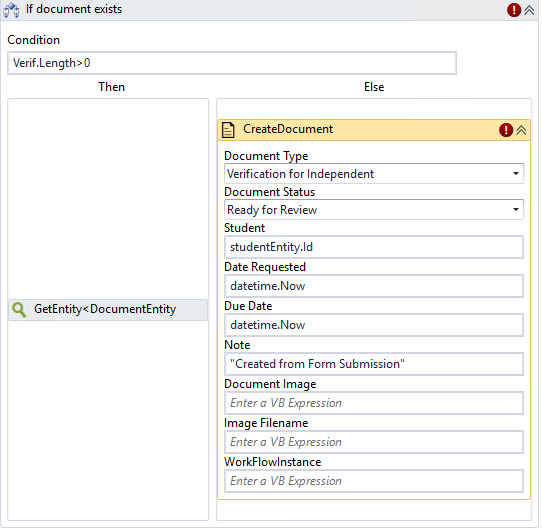 If document exists
Condition
Verif.Length>0
Then
Else
CreateDocument
Document Type
Verification for Independent
Document Status
Ready for Review
Student
studentEntity.Id
Date Requested
datetime.Now
Due Date
datetime.Now
GetEntity<DocumentEntity
Note
"Created from Form Submission"
Document Image
Enter a VB Expression
Image Filename
Enter a VB Expression
WorkFlowInstance
Enter a VB Expression